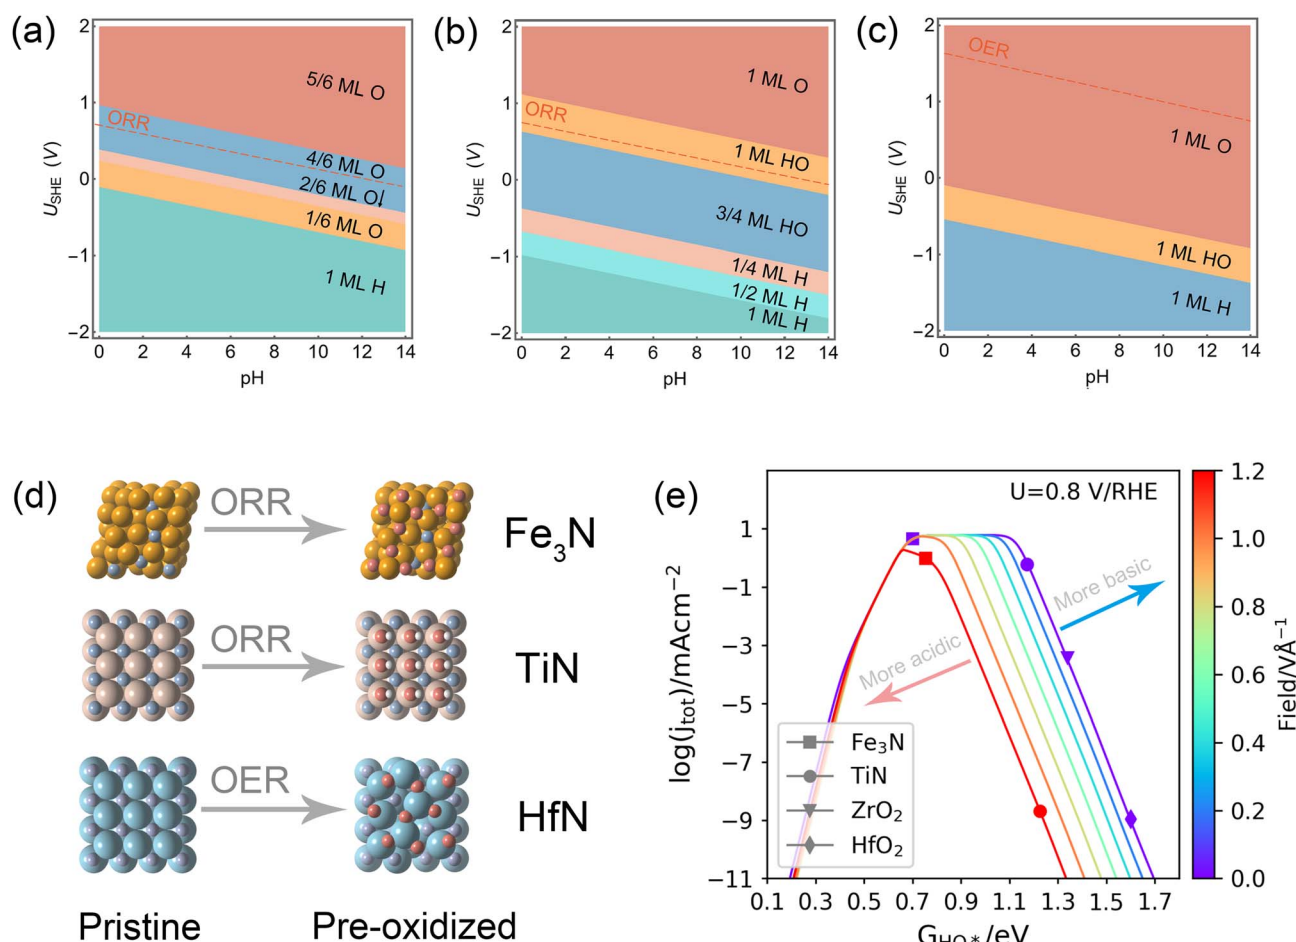 (a)
2
1
0
−1
−2
U_SHE (V)
5/6 ML O
ORR
4/6 ML O
2/6 ML O
1/6 ML O
1 ML H
0 2 4 6 8 10 12 14
pH
(b)
2
1
0
−1
−2
U_SHE (V)
1 ML O
ORR
1 ML HO
3/4 ML HO
1/4 ML H
1/2 ML H
1 ML H
0 2 4 6 8 10 12 14
pH
(c)
2
1
0
−1
−2
U_SHE (V)
OER
1 ML O
1 ML HO
1 ML H
0 2 4 6 8 10 12 14
pH
(d)
ORR
Fe₃N
ORR
TiN
OER
HfN
Pristine
Pre-oxidized
(e)
U=0.8 V/RHE
log(j_tot)/mAcm⁻²
1
−1
−3
−5
−7
−9
−11
More basic
More acidic
Fe₃N
TiN
ZrO₂
HfO₂
0.1 0.3 0.5 0.7 0.9 1.1 1.3 1.5 1.7
G_HO*/eV
1.2
1.0
0.8
0.6
0.4
0.2
0.0
Field/VÅ⁻¹